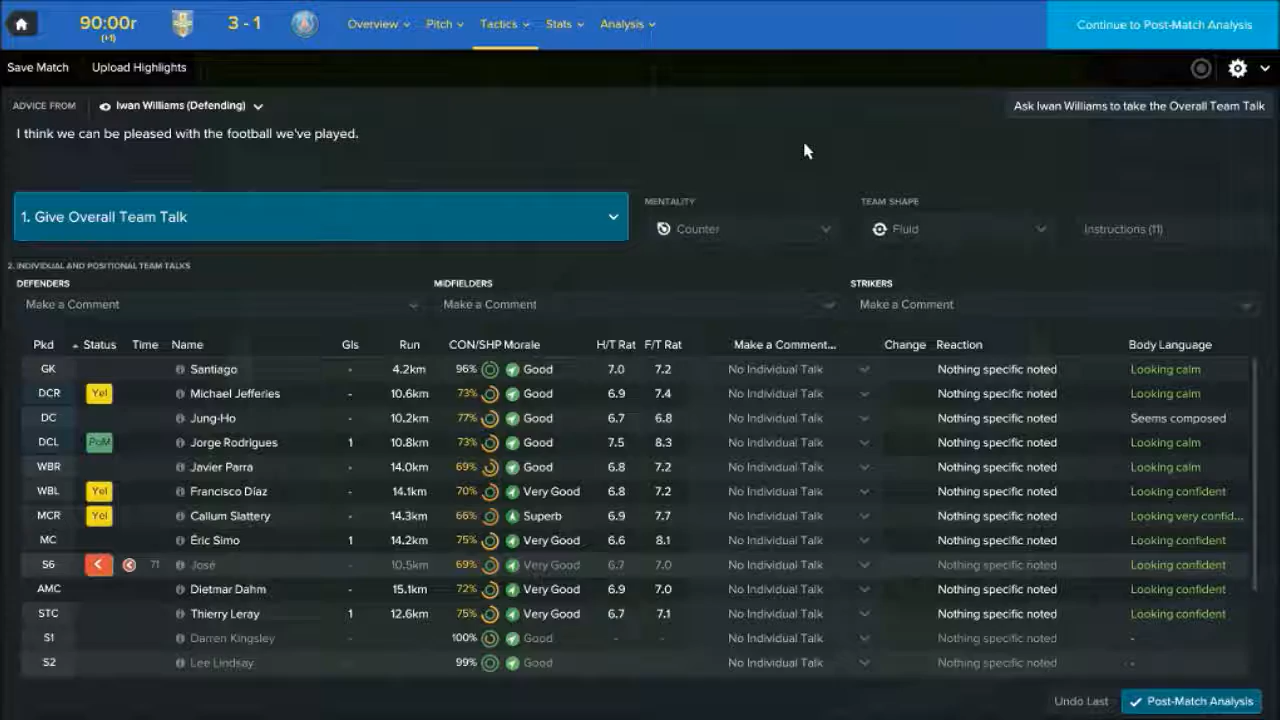 90:00r 3 - 1 Overview Pitch Tactics Stats Analysis Continue to Post-Match Analysis
(+1)
Save Match Upload Highlights
ADVICE FROM Iwan Williams (Defending) Ask Iwan Williams to take the Overall Team Talk
I think we can be pleased with the football we've played.
MENTALITY TEAM SHAPE
1. Give Overall Team Talk Counter Fluid Instructions (11)
2. INDIVIDUAL AND POSITIONAL TEAM TALKS
DEFENDERS MIDFIELDERS STRIKERS
Make a Comment Make a Comment Make a Comment
Pkd Status Time Name Gls Run CON/SHP Morale H/T Rat F/T Rat Make a Comment... Change Reaction Body Language
GK Santiago - 4.2km 96% Good 7.0 7.2 No Individual Talk Nothing specific noted Looking calm
DCR Yel Michael Jefferies - 10.6km 73% Good 6.9 7.4 No Individual Talk Nothing specific noted Looking calm
DC Jung-Ho - 10.2km 77% Good 6.7 6.8 No Individual Talk Nothing specific noted Seems composed
DCL PoM Jorge Rodrigues 1 10.8km 73% Good 7.5 8.3 No Individual Talk Nothing specific noted Looking calm
WBR Javier Parra - 14.0km 69% Good 6.8 7.2 No Individual Talk Nothing specific noted Looking calm
WBL Yel Francisco Díaz - 14.1km 70% Very Good 6.8 7.2 No Individual Talk Nothing specific noted Looking confident
MCR Yel Callum Slattery - 14.3km 66% Superb 6.9 7.7 No Individual Talk Nothing specific noted Looking very confid...
MC Éric Simo 1 14.2km 75% Very Good 6.6 8.1 No Individual Talk Nothing specific noted Looking confident
S6 71 José - 10.5km 69% Very Good 6.7 7.0 No Individual Talk Nothing specific noted Looking confident
AMC Dietmar Dahm - 15.1km 72% Very Good 6.9 7.0 No Individual Talk Nothing specific noted Looking confident
STC Thierry Leray 1 12.6km 75% Very Good 6.7 7.1 No Individual Talk Nothing specific noted Looking confident
S1 Darren Kingsley 100% Good - - No Individual Talk Nothing specific noted -
S2 Lee Lindsay 99% Good No Individual Talk Nothing specific noted -
Undo Last Post-Match Analysis